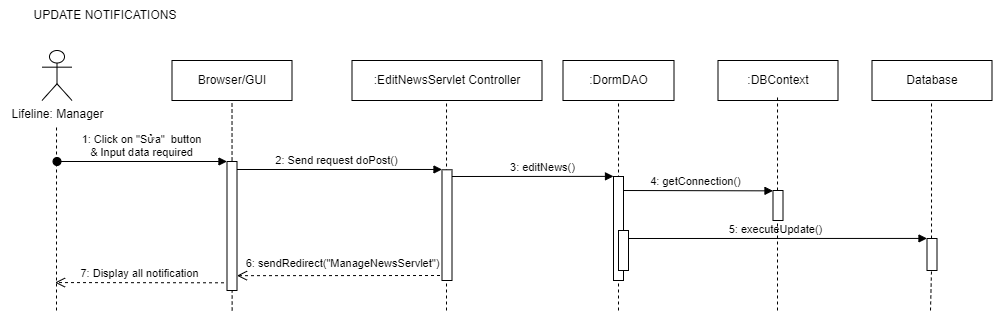 UPDATE NOTIFICATIONS
Browser/GUI
:EditNewsServlet Controller
:DormDAO
:DBContext
Database
Lifeline: Manager
1: Click on "Sửa" button
& Input data required
2: Send request doPost()
3: editNews()
4: getConnection()
5: executeUpdate()
6: sendRedirect("ManageNewsServlet")
7: Display all notification